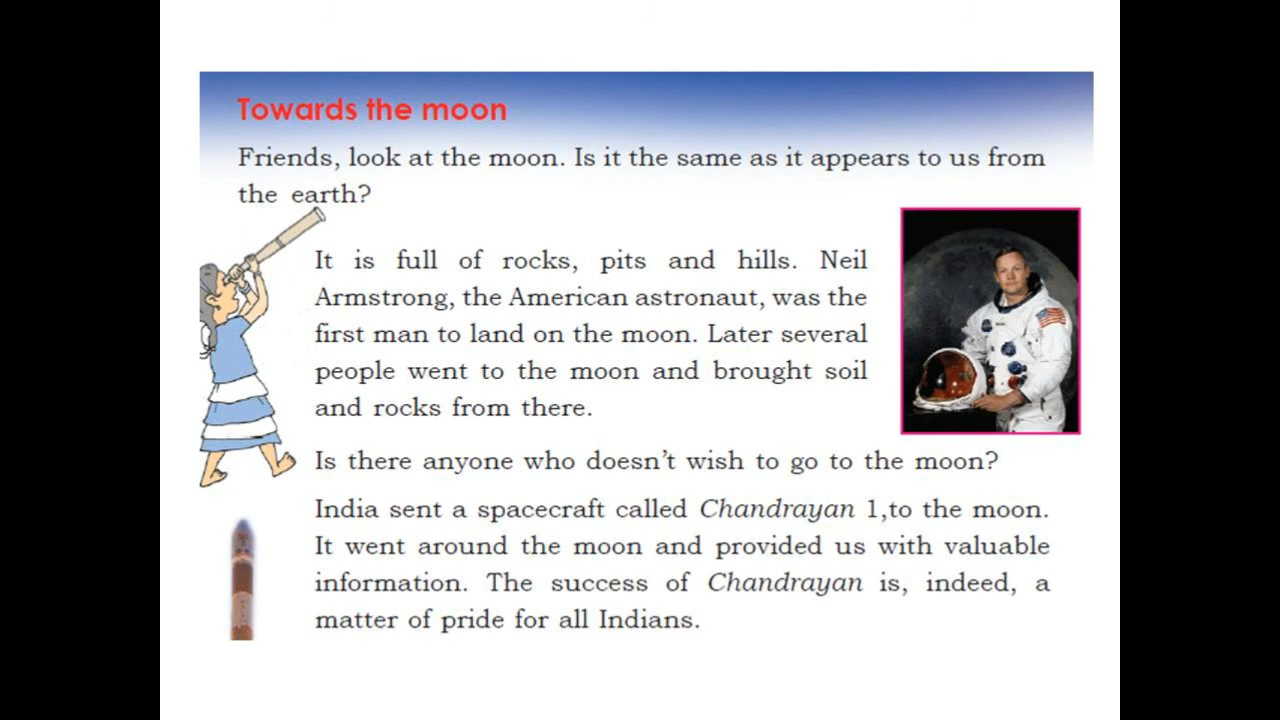 Towards the moon
Friends, look at the moon. Is it the same as it appears to us from
the earth?
It is full of rocks, pits and hills. Neil
Armstrong, the American astronaut, was the
first man to land on the moon. Later several
people went to the moon and brought soil
and rocks from there.
Is there anyone who doesn't wish to go to the moon?
India sent a spacecraft called Chandrayan 1,to the moon.
It went around the moon and provided us with valuable
information. The success of Chandrayan is, indeed, a
matter of pride for all Indians.